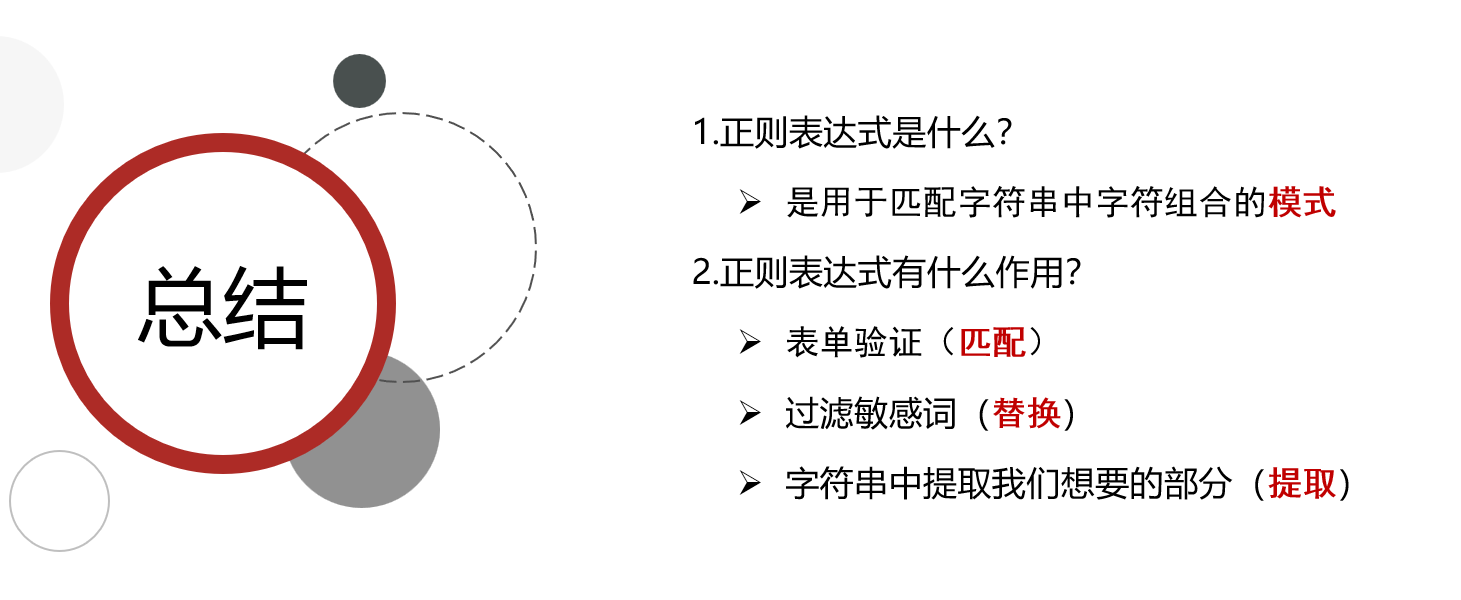 总结
1.正则表达式是什么？
➢ 是用于匹配字符串中字符组合的模式
2.正则表达式有什么作用？
➢ 表单验证（匹配）
➢ 过滤敏感词（替换）
➢ 字符串中提取我们想要的部分（提取）